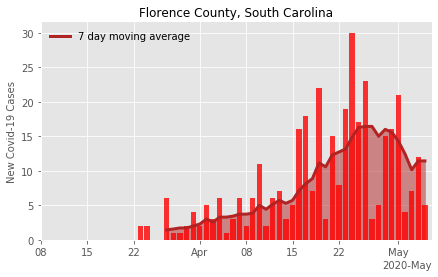 Florence County, South Carolina
7 day moving average
New Covid-19 Cases
30
25
20
15
10
5
0
08 15 22 Apr 08 15 22 May
2020-May